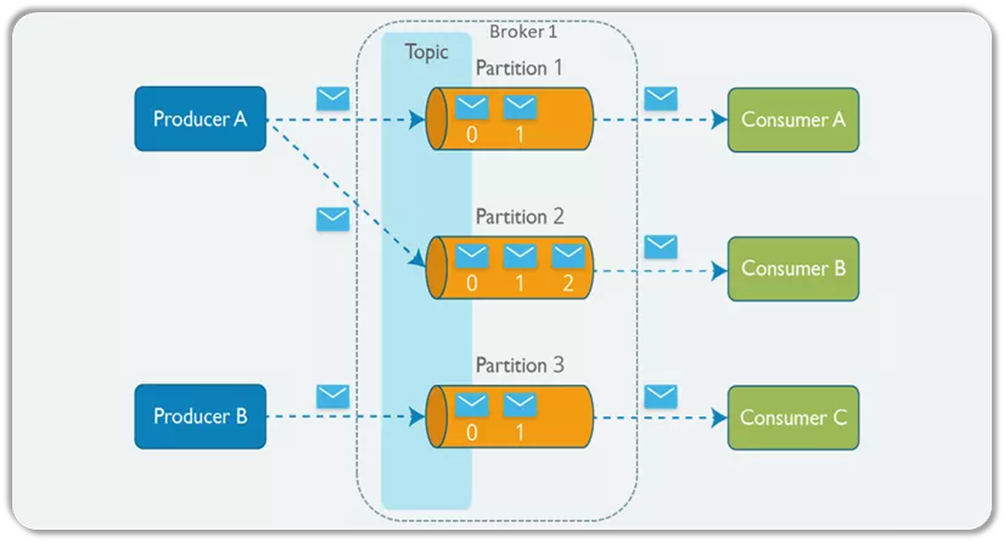 Broker 1
Topic
Partition 1
Producer A
0 1
Consumer A
Partition 2
0 1 2
Consumer B
Partition 3
Producer B
0 1
Consumer C